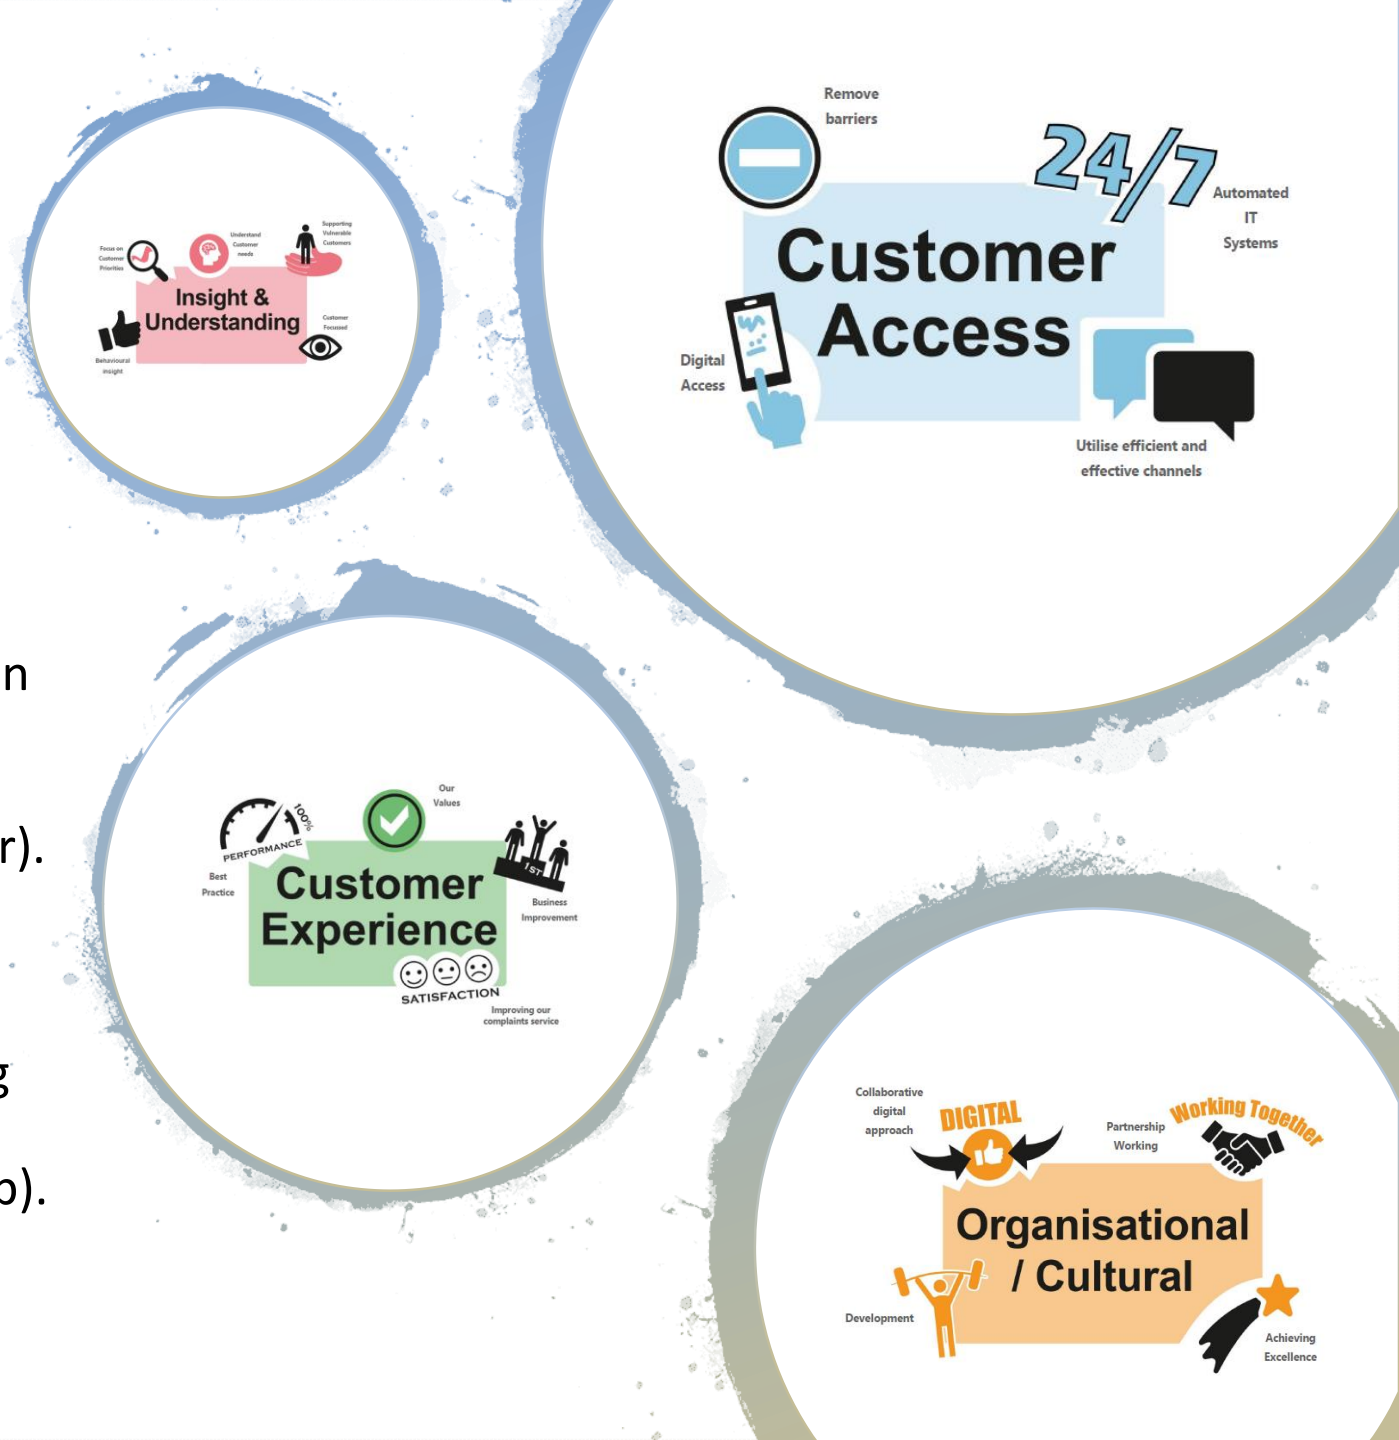 Focus on
Customer
Priorities
Understand
Customer
needs
Supporting
Vulnerable
Customers
Insight &
Understanding
Behavioural
insight
Customer
Focused
Remove
barriers
24/7
Automated
IT
Systems
Customer
Access
Digital
Access
Utilise efficient and
effective channels
n
r).
g
p).
100%
PERFORMANCE
Best
Practice
Our
Values
1ST
Business
Improvement
Customer
Experience
SATISFACTION
Improving our
complaints service
Collaborative
digital
approach
DIGITAL
Partnership
Working
Working Together
Organisational
/ Cultural
Development
Achieving
Excellence